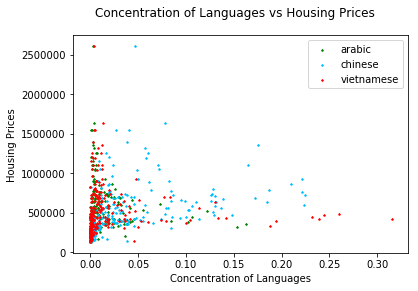 Concentration of Languages vs Housing Prices
arabic
chinese
vietnamese
2500000
2000000
1500000
1000000
500000
0
Housing Prices
0.00 0.05 0.10 0.15 0.20 0.25 0.30
Concentration of Languages